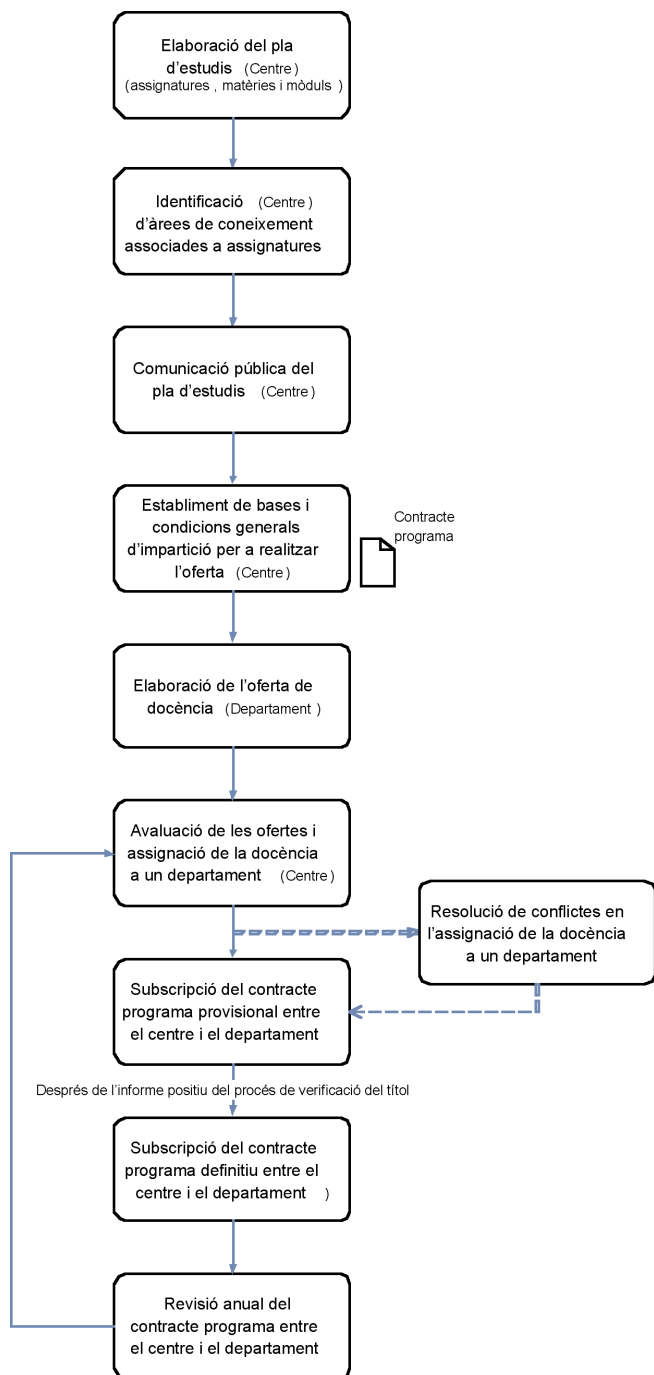 Elaboració del pla
d'estudis (Centre)
(assignatures , matèries i mòduls )
Identificació (Centre)
d'àrees de coneixement
associades a assignatures
Comunicació pública del
pla d'estudis (Centre)
Establiment de bases i
condicions generals
d'impartició per a realitzar
l'oferta (Centre)
Contracte
programa
Elaboració de l'oferta de
docència (Departament )
Avaluació de les ofertes i
assignació de la docència
a un departament (Centre)
Resolució de conflictes en
l'assignació de la docència
a un departament
Subscripció del contracte
programa provisional entre
el centre i el departament
Després de l'informe positiu del procés de verificació del títol
Subscripció del contracte
programa definitiu entre el
centre i el departament )
Revisió anual del
contracte programa entre
el centre i el departament